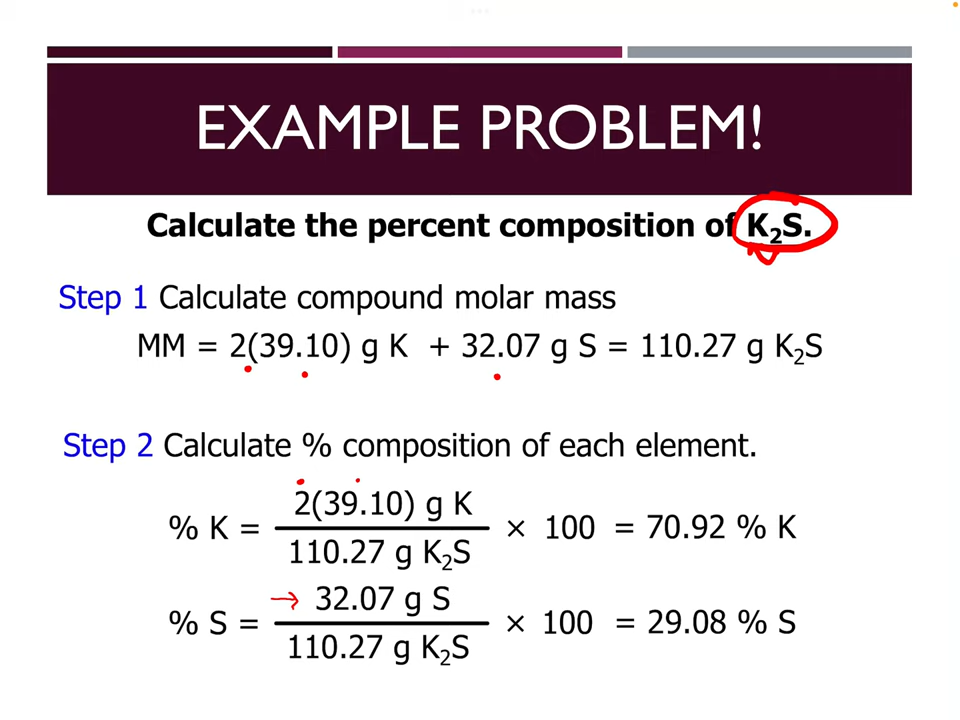 EXAMPLE PROBLEM!
Calculate the percent composition of K₂S.
Step 1 Calculate compound molar mass
MM = 2(39.10) g K + 32.07 g S = 110.27 g K₂S
Step 2 Calculate % composition of each element.
% K = 2(39.10) g K / 110.27 g K₂S × 100 = 70.92 % K
% S = → 32.07 g S / 110.27 g K₂S × 100 = 29.08 % S